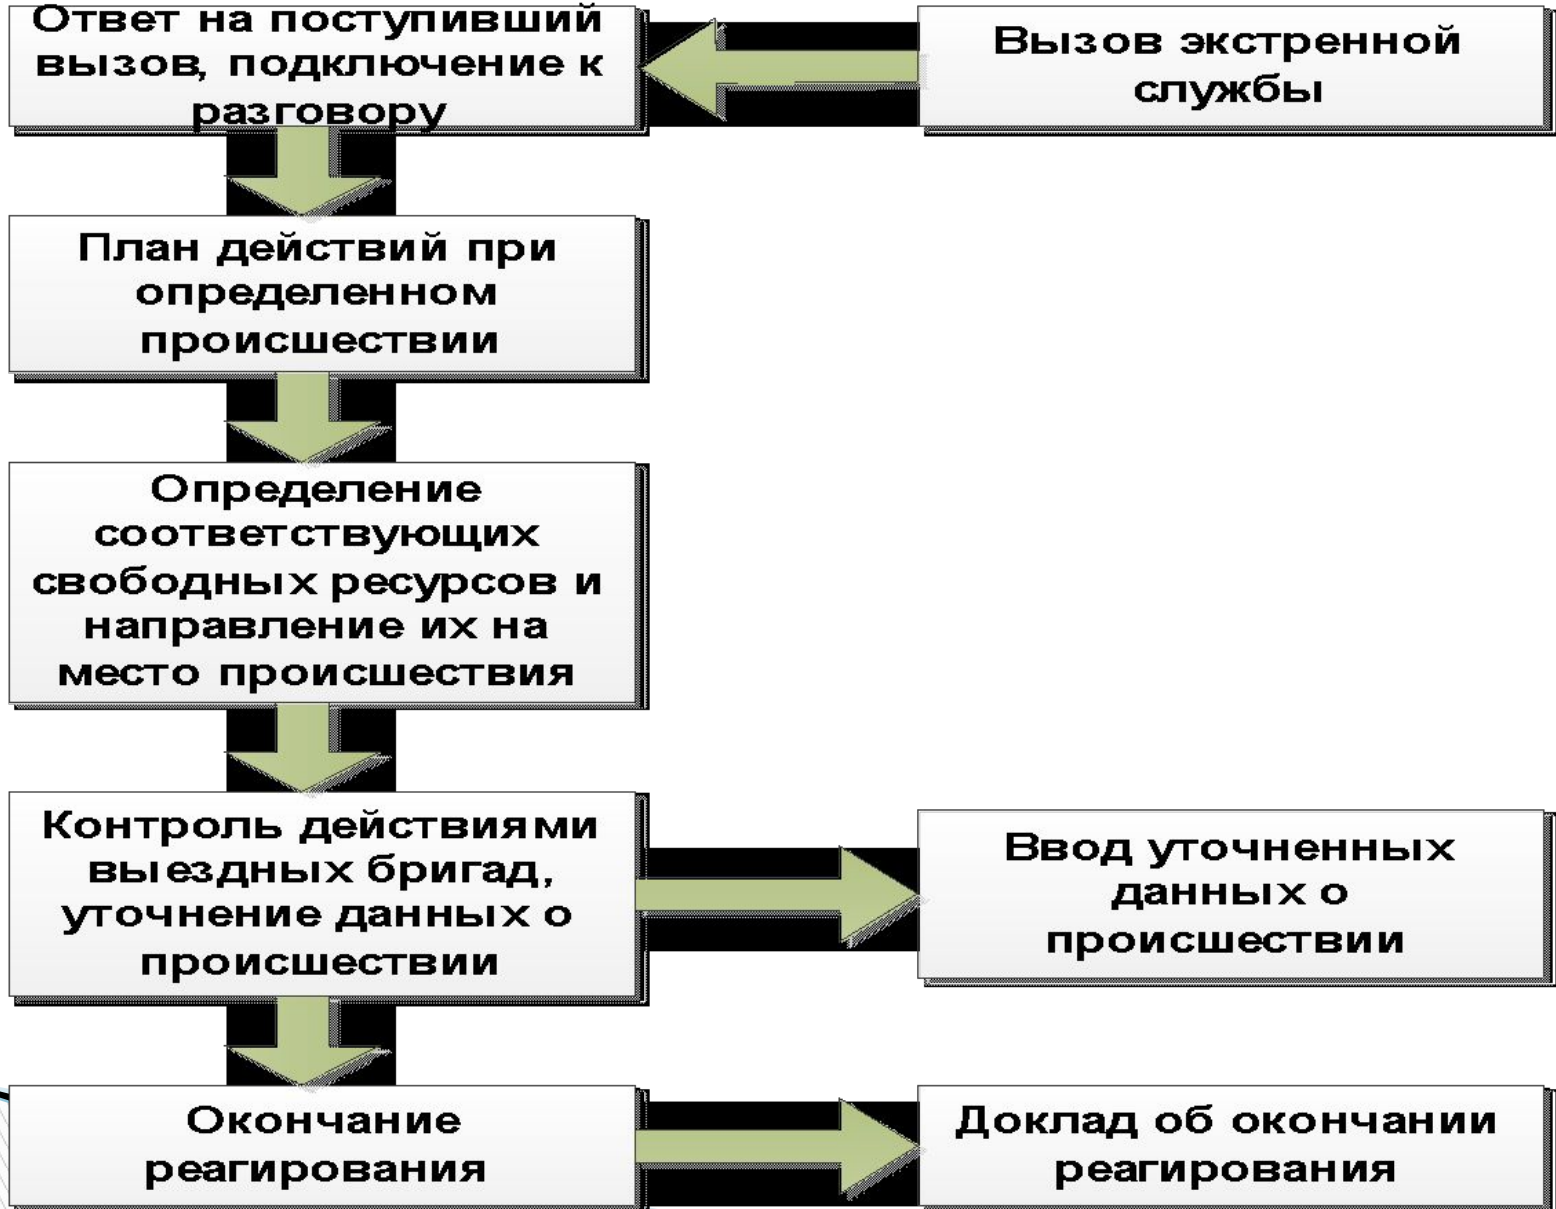 Ответ на поступивший
вызов, подключение к
разговору
Вызов экстренной
службы
План действий при
определенном
происшествии
Определение
соответствующих
свободных ресурсов и
направление их на
место происшествия
Контроль действиями
выездных бригад,
уточнение данных о
происшествии
Ввод уточненных
данных о
происшествии
Окончание
реагирования
Доклад об окончании
реагирования